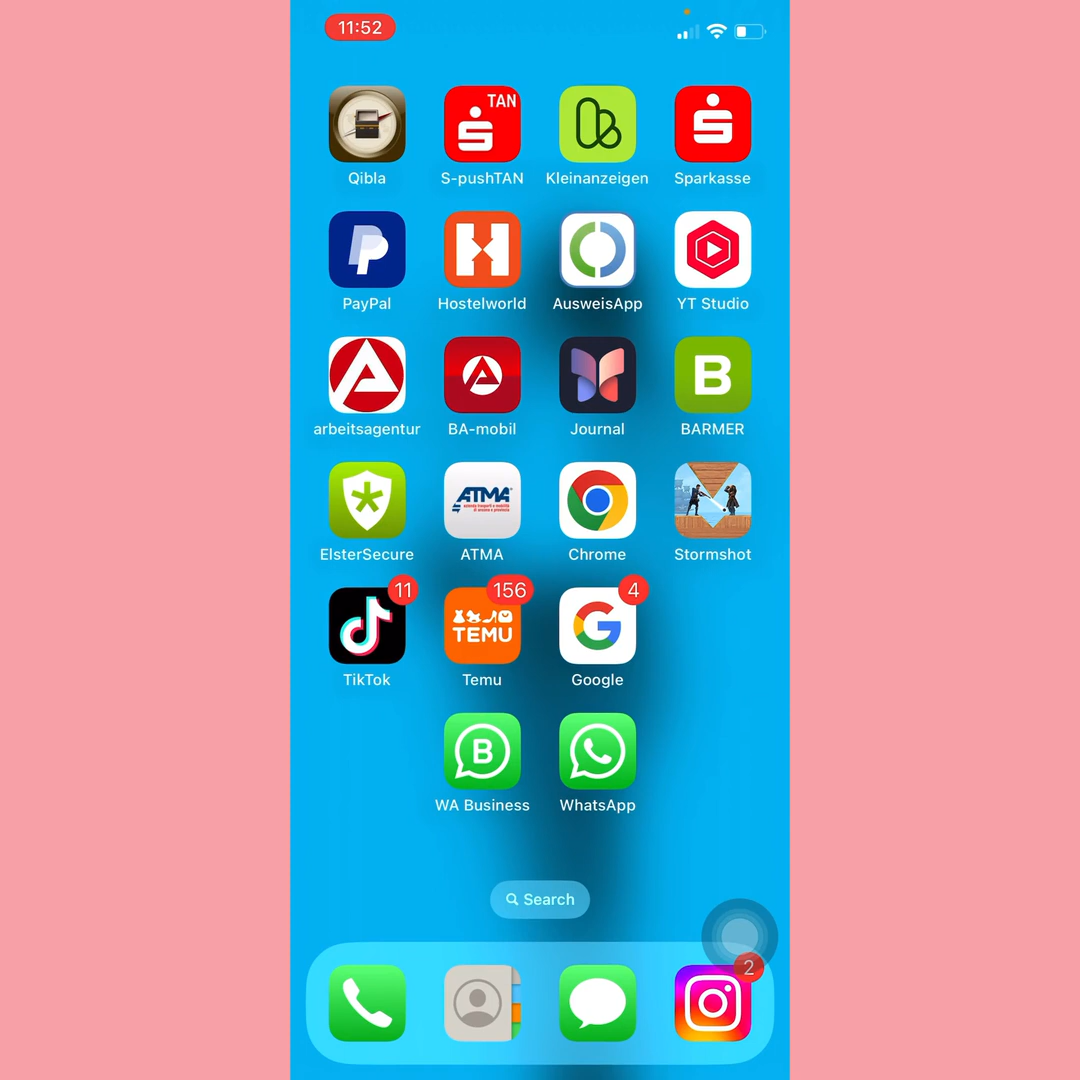 11:52
TAN
Qibla
S-pushTAN
Kleinanzeigen
Sparkasse
PayPal
Hostelworld
AusweisApp
YT Studio
B
arbeitsagentur
BA-mobil
Journal
BARMER
ATMA
ElsterSecure
ATMA
Chrome
Stormshot
11
156
4
TEMU
TikTok
Temu
Google
B
WA Business
WhatsApp
Search
2